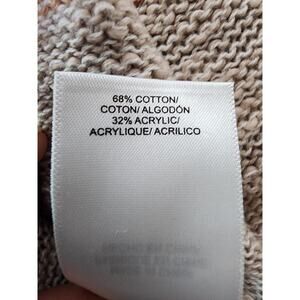 68% COTTON/
COTON/ ALGODÓN
32% ACRYLIC/
ACRYLIQUE/ ACRILICO